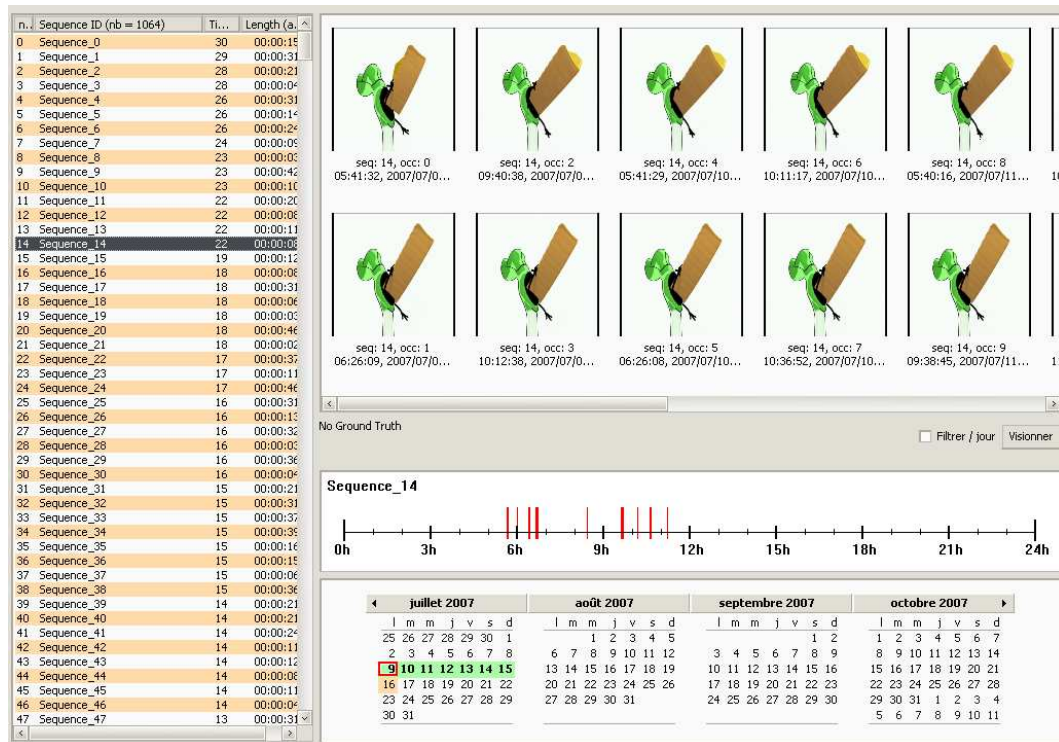 n.. Sequence ID (nb = 1064) Ti... Length (a.
0 Sequence_0 30 00:00:15
1 Sequence_1 29 00:00:31
2 Sequence_2 28 00:00:21
3 Sequence_3 28 00:00:04
4 Sequence_4 26 00:00:31
5 Sequence_5 26 00:00:14
6 Sequence_6 26 00:00:24
7 Sequence_7 24 00:00:09
8 Sequence_8 23 00:00:03
9 Sequence_9 23 00:00:42
10 Sequence_10 23 00:00:10
11 Sequence_11 22 00:00:20
12 Sequence_12 22 00:00:08
13 Sequence_13 22 00:00:11
14 Sequence_14 22 00:00:08
15 Sequence_15 19 00:00:12
16 Sequence_16 18 00:00:08
17 Sequence_17 18 00:00:31
18 Sequence_18 18 00:00:06
19 Sequence_19 18 00:00:03
20 Sequence_20 18 00:00:46
21 Sequence_21 18 00:00:02
22 Sequence_22 17 00:00:37
23 Sequence_23 17 00:00:11
24 Sequence_24 17 00:00:46
25 Sequence_25 16 00:00:31
26 Sequence_26 16 00:00:13
27 Sequence_27 16 00:00:32
28 Sequence_28 16 00:00:03
29 Sequence_29 16 00:00:36
30 Sequence_30 16 00:00:04
31 Sequence_31 15 00:00:21
32 Sequence_32 15 00:00:31
33 Sequence_33 15 00:00:37
34 Sequence_34 15 00:00:39
35 Sequence_35 15 00:00:16
36 Sequence_36 15 00:00:15
37 Sequence_37 15 00:00:06
38 Sequence_38 15 00:00:36
39 Sequence_39 14 00:00:21
40 Sequence_40 14 00:00:21
41 Sequence_41 14 00:00:24
42 Sequence_42 14 00:00:11
43 Sequence_43 14 00:00:12
44 Sequence_44 14 00:00:08
45 Sequence_45 14 00:00:11
46 Sequence_46 14 00:00:04
47 Sequence_47 13 00:00:31
seq: 14, occ: 0 seq: 14, occ: 2 seq: 14, occ: 4 seq: 14, occ: 6 seq: 14, occ: 8
05:41:32, 2007/07/0... 09:40:38, 2007/07/0... 05:41:29, 2007/07/10... 10:11:17, 2007/07/10... 05:40:16, 2007/07/11...
seq: 14, occ: 1 seq: 14, occ: 3 seq: 14, occ: 5 seq: 14, occ: 7 seq: 14, occ: 9
06:26:09, 2007/07/0... 10:12:38, 2007/07/0... 06:26:08, 2007/07/10... 10:36:52, 2007/07/10... 09:38:45, 2007/07/11...
No Ground Truth
Filtrer / jour Visionner
Sequence_14
0h 3h 6h 9h 12h 15h 18h 21h 24h
juillet 2007 août 2007 septembre 2007 octobre 2007
l m m j v s d l m m j v s d l m m j v s d l m m j v s d
25 26 27 28 29 30 1 1 2 3 4 5 1 2 1 2 3 4 5 6 7
2 3 4 5 6 7 8 6 7 8 9 10 11 12 3 4 5 6 7 8 9 8 9 10 11 12 13 14
9 10 11 12 13 14 15 13 14 15 16 17 18 19 10 11 12 13 14 15 16 15 16 17 18 19 20 21
16 17 18 19 20 21 22 20 21 22 23 24 25 26 17 18 19 20 21 22 23 22 23 24 25 26 27 28
23 24 25 26 27 28 29 27 28 29 30 31 24 25 26 27 28 29 30 29 30 31 1 2 3 4
30 31 5 6 7 8 9 10 11